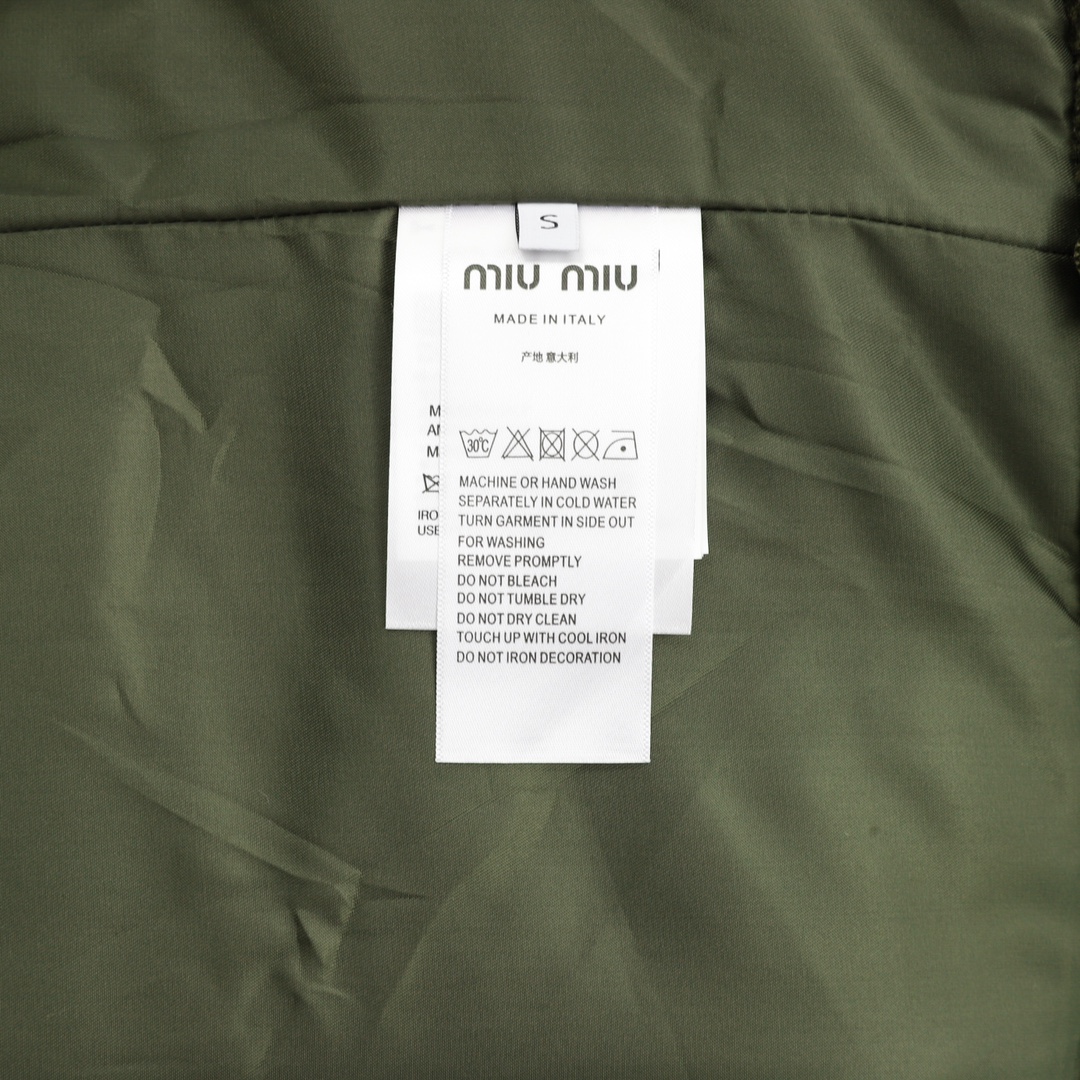 S
MIU MIU
MADE IN ITALY
产地 意大利
30℃
MACHINE OR HAND WASH
SEPARATELY IN COLD WATER
TURN GARMENT IN SIDE OUT
FOR WASHING
REMOVE PROMPTLY
DO NOT BLEACH
DO NOT TUMBLE DRY
DO NOT DRY CLEAN
TOUCH UP WITH COOL IRON
DO NOT IRON DECORATION